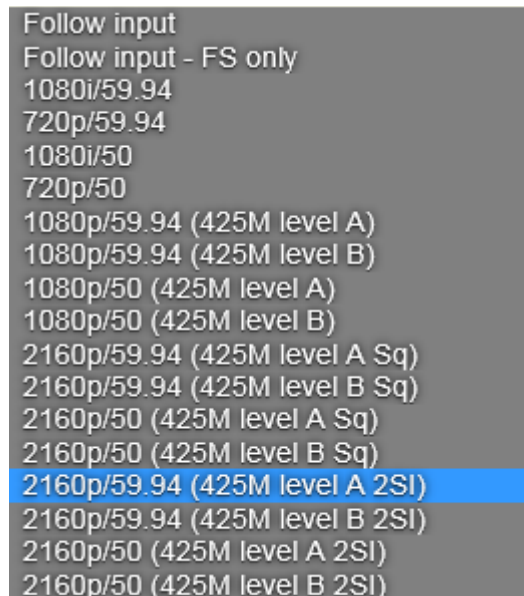 Follow input
Follow input - FS only
1080i/59.94
720p/59.94
1080i/50
720p/50
1080p/59.94 (425M level A)
1080p/59.94 (425M level B)
1080p/50 (425M level A)
1080p/50 (425M level B)
2160p/59.94 (425M level A Sq)
2160p/59.94 (425M level B Sq)
2160p/50 (425M level A Sq)
2160p/50 (425M level B Sq)
2160p/59.94 (425M level A 2SI)
2160p/59.94 (425M level B 2SI)
2160p/50 (425M level A 2SI)
2160p/50 (425M level B 2SI)